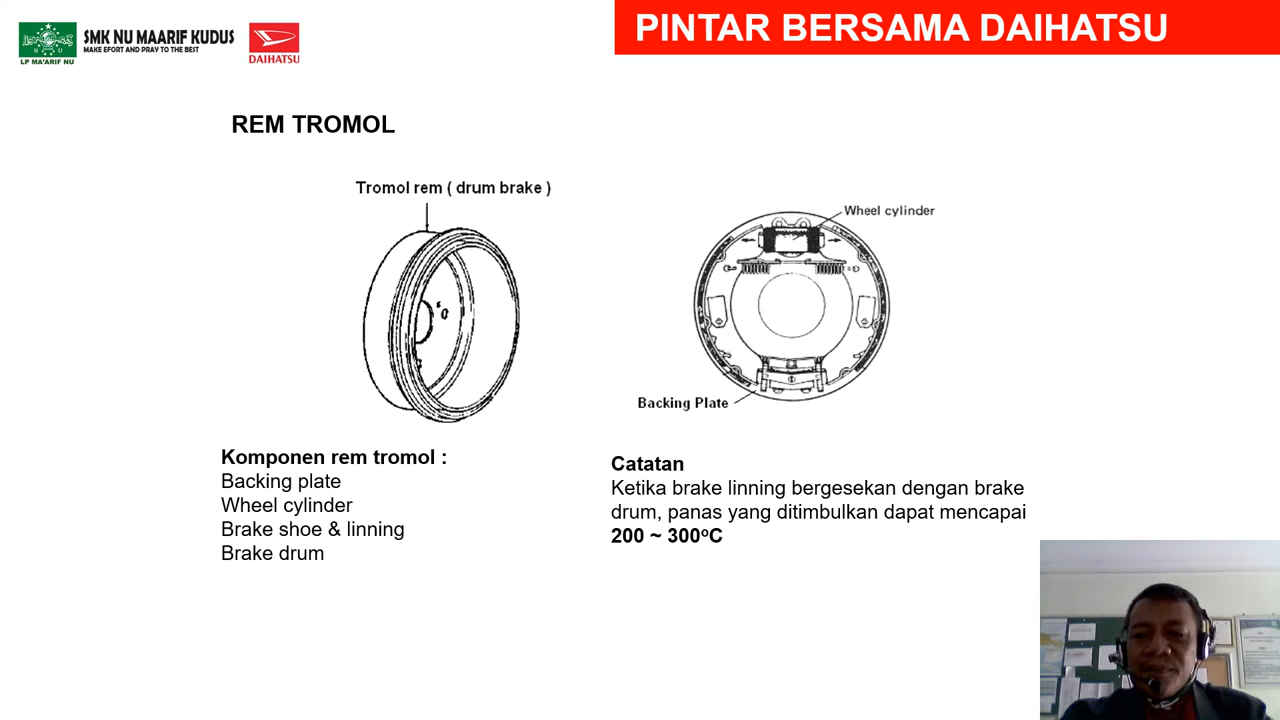 LP MA'ARIF NU
SMK NU MAARIF KUDUS
MAKE EFORT AND PRAY TO THE BEST
DAIHATSU
PINTAR BERSAMA DAIHATSU
REM TROMOL
Tromol rem ( drum brake )
Wheel cylinder
Backing Plate
Komponen rem tromol :
Backing plate
Wheel cylinder
Brake shoe & linning
Brake drum
Catatan
Ketika brake linning bergesekan dengan brake
drum, panas yang ditimbulkan dapat mencapai
200 ~ 300ºC